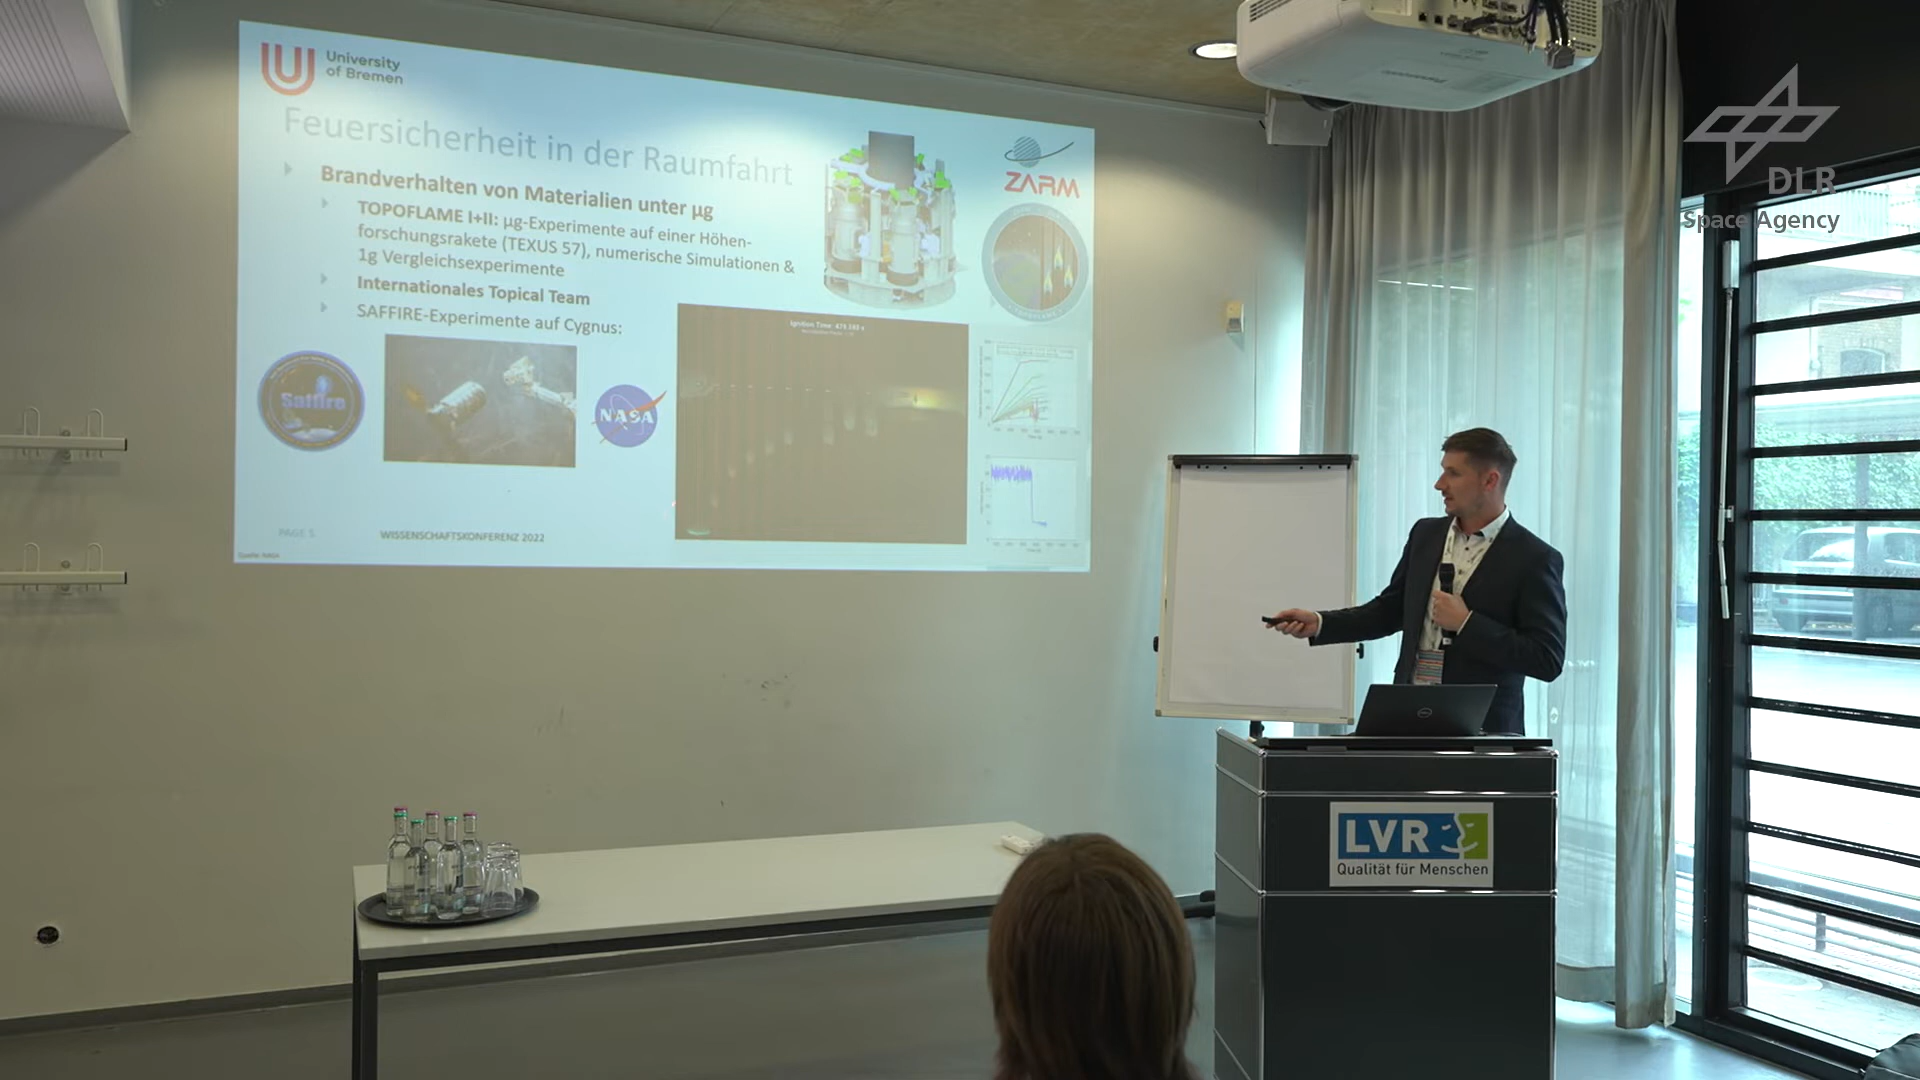 University
of Bremen
Feuersicherheit in der Raumfahrt
Brandverhalten von Materialien unter µg
TOPOFLAME I+II: µg-Experimente auf einer Höhen-
forschungsrakete (TEXUS 57), numerische Simulationen &
1g Vergleichsexperimente
Internationales Topical Team
SAFFIRE-Experimente auf Cygnus:
ZARM
Saffire
NASA
PAGE 5
WISSENSCHAFTSKONFERENZ 2022
Quelle: NASA
DLR
Space Agency
LVR
Qualität für Menschen